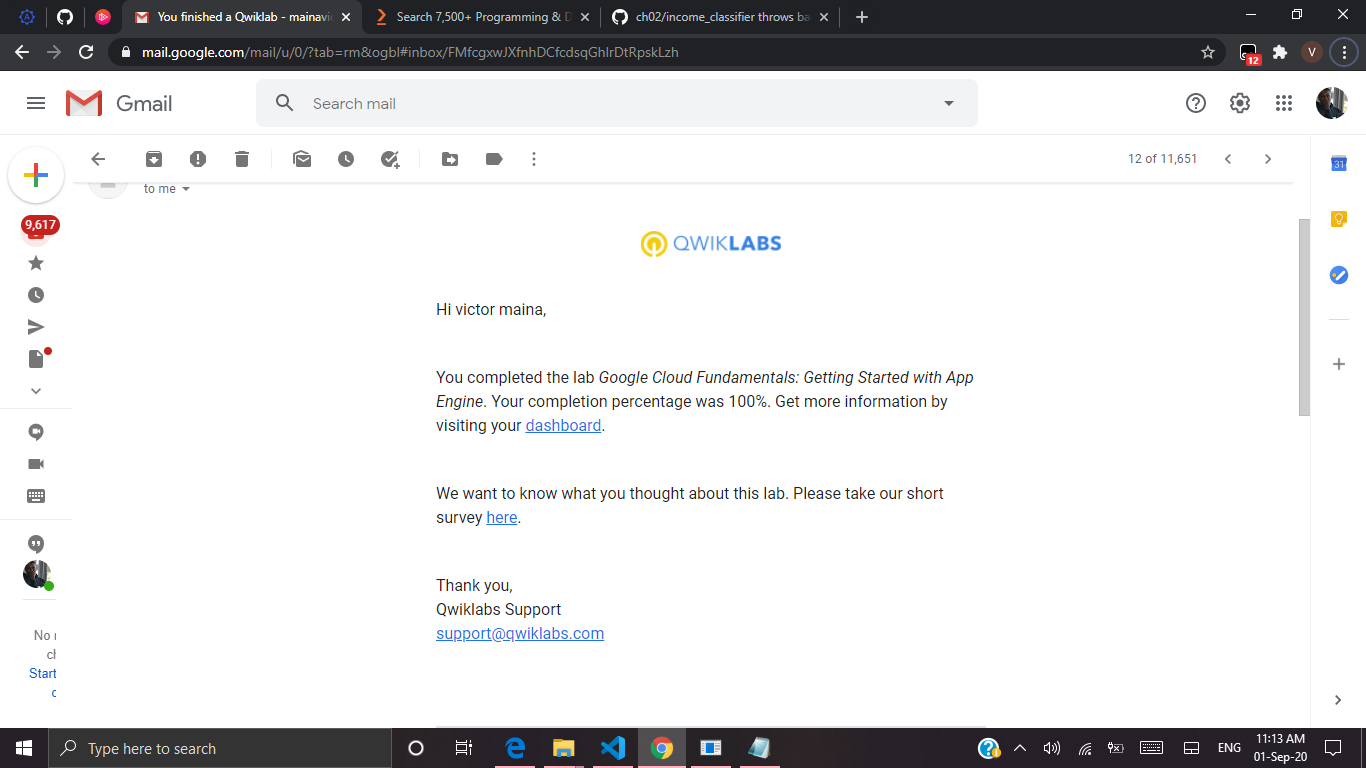 You finished a Qwiklab - mainavic
Search 7,500+ Programming & D
ch02/income_classifier throws ba
mail.google.com/mail/u/0/?tab=rm&ogbl#inbox/FMfcgxwJXfnhDCfcdsqGhlrDtRpskLzh
12
V
Gmail
Search mail
12 of 11,651
31
to me
9,617
QWIKLABS
Hi victor maina,
You completed the lab Google Cloud Fundamentals: Getting Started with App
Engine. Your completion percentage was 100%. Get more information by
visiting your dashboard.
We want to know what you thought about this lab. Please take our short
survey here.
Thank you,
Qwiklabs Support
support@qwiklabs.com
No
Start
Type here to search
ENG
11:13 AM
01-Sep-20